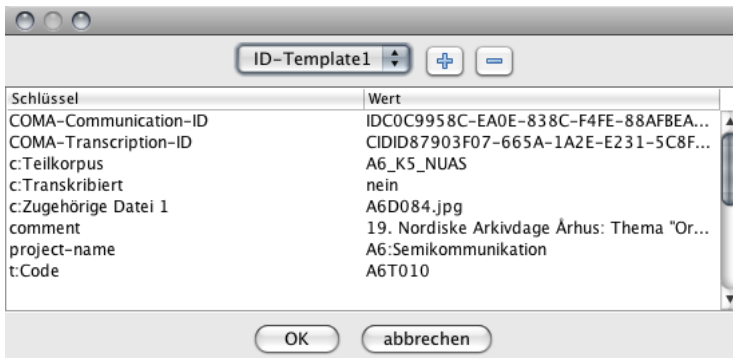 ID-Template1
Schlüssel Wert
COMA-Communication-ID IDC0C9958C-EA0E-838C-F4FE-88AFBEA...
COMA-Transcription-ID CIDID87903F07-665A-1A2E-E231-5C8F...
c:Teilkorpus A6_K5_NUAS
c:Transkribiert nein
c:Zugehörige Datei 1 A6D084.jpg
comment 19. Nordiske Arkivdage Århus: Thema "Or...
project-name A6:Semikommunikation
t:Code A6T010
OK abbrechen